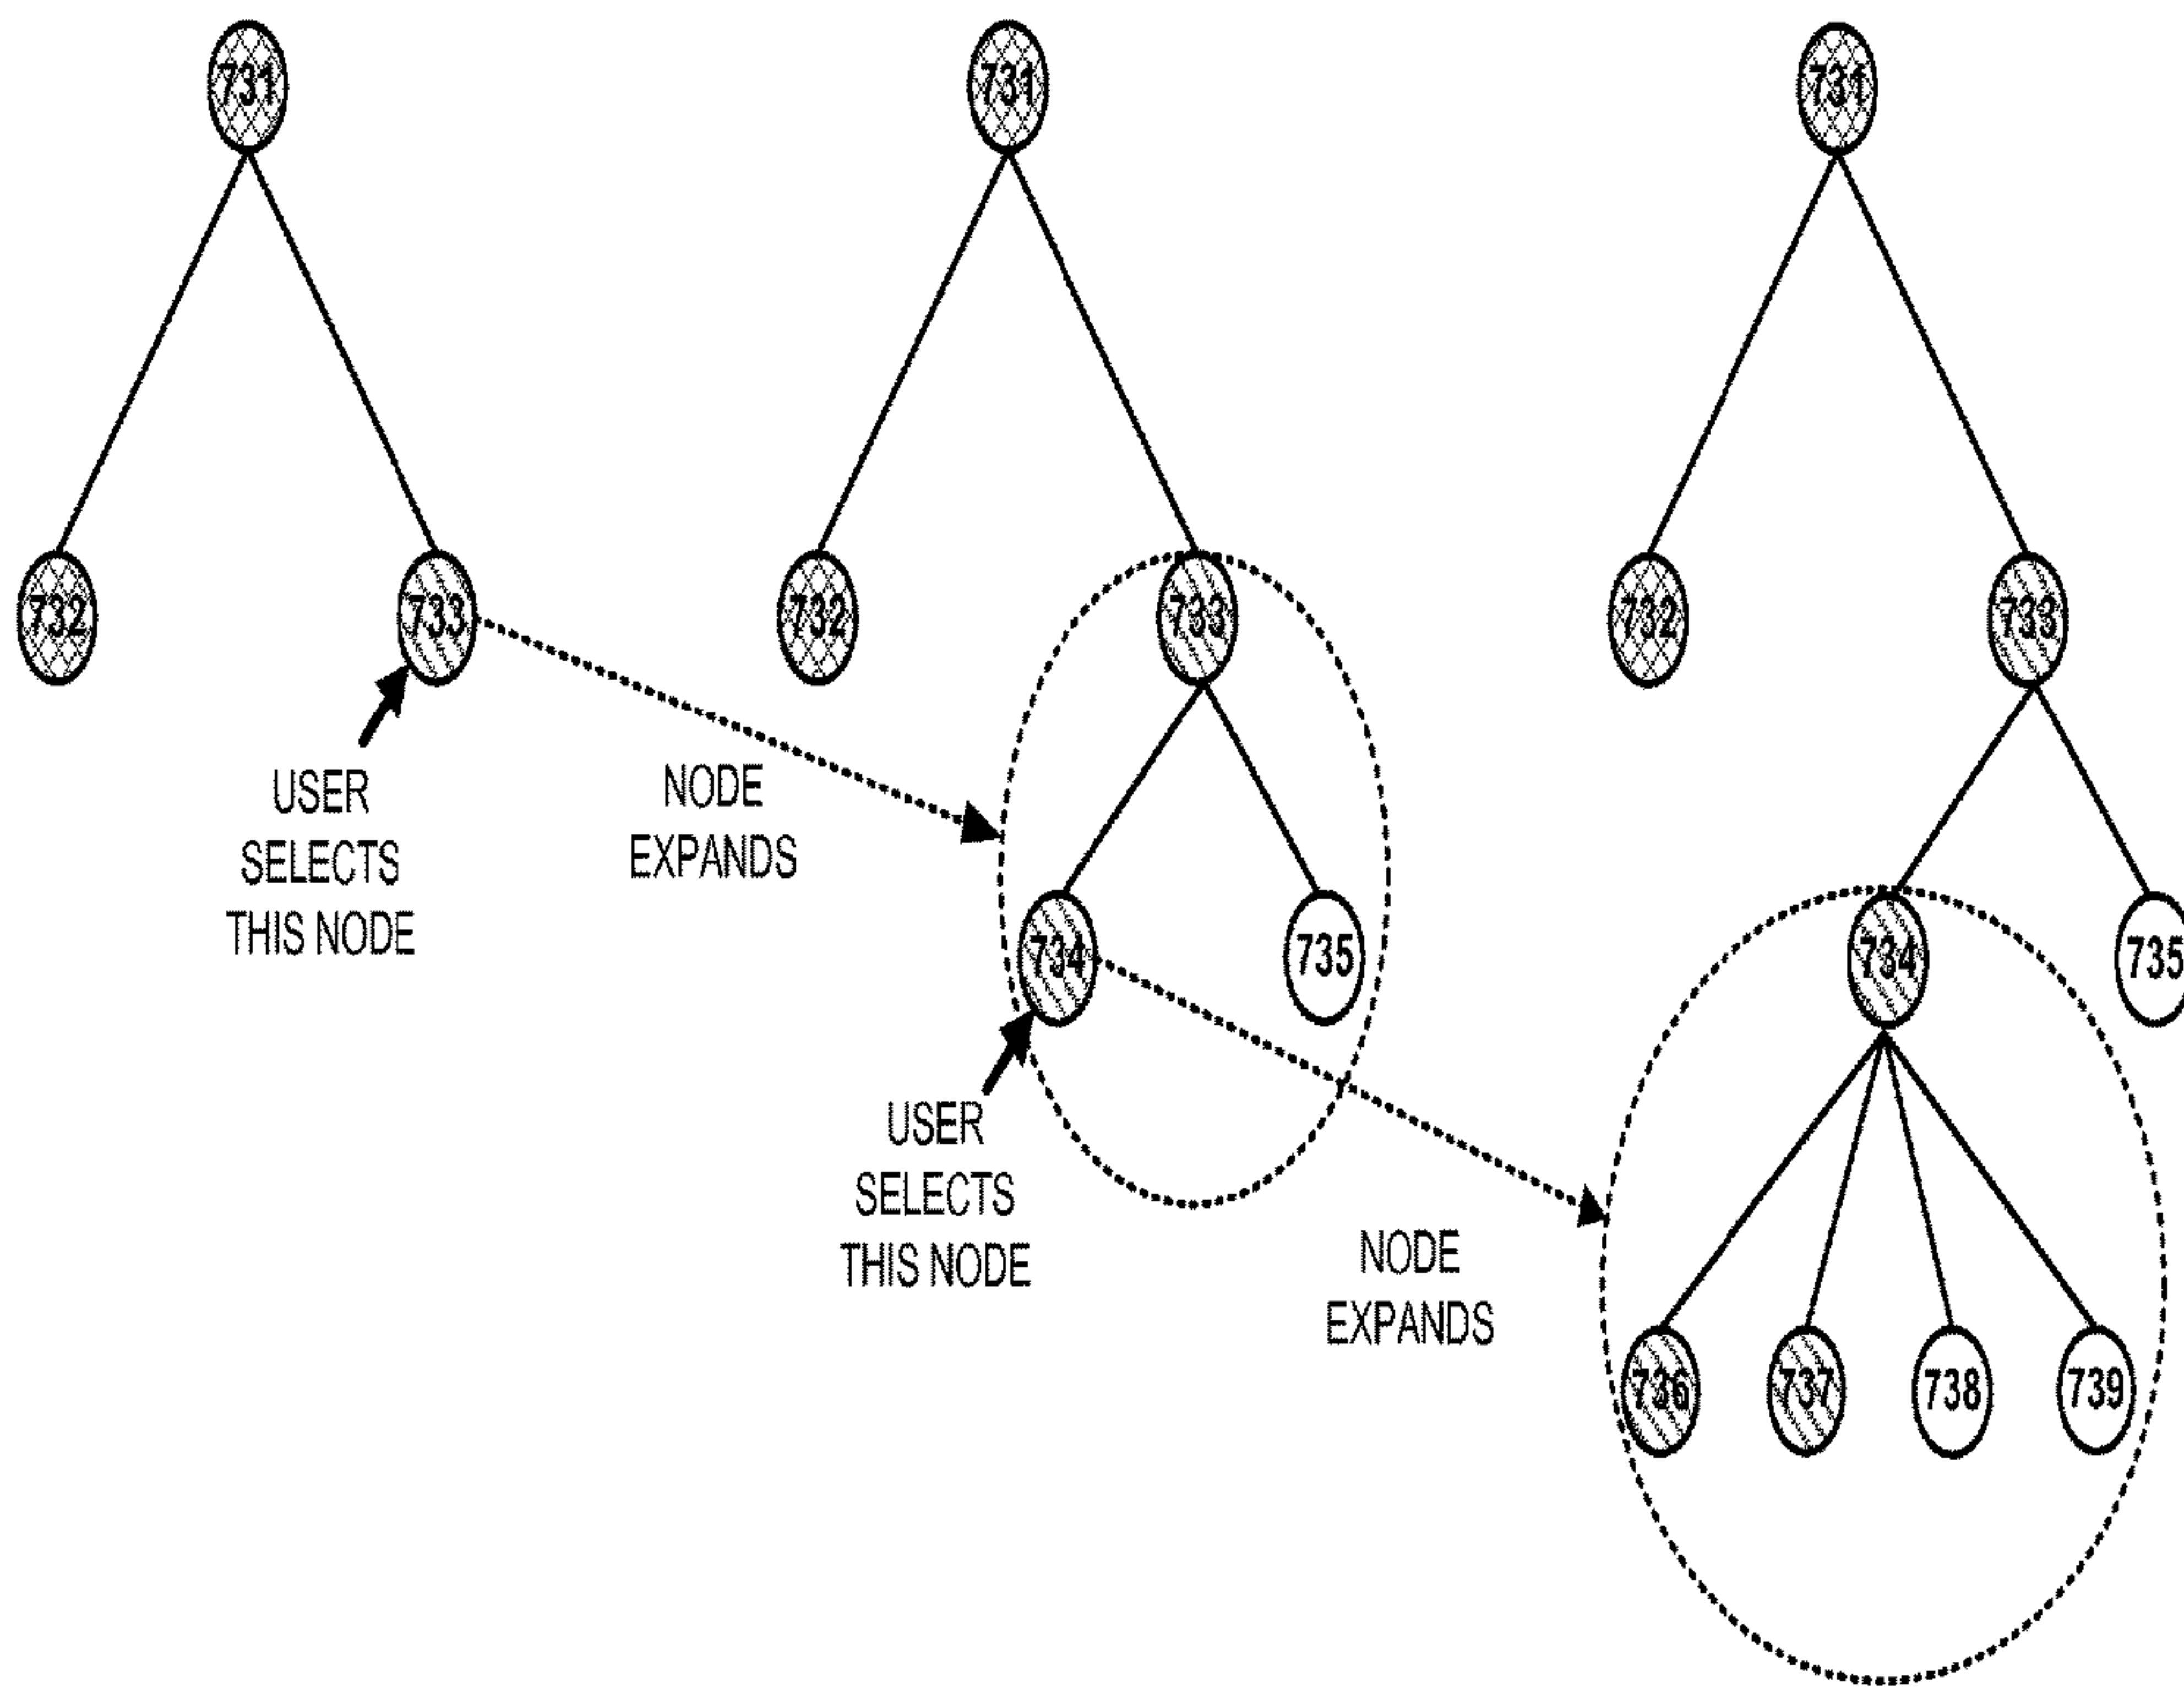 731
731
731
732
733
732
733
732
733
USER
SELECTS
THIS NODE
NODE
EXPANDS
734
735
734
735
USER
SELECTS
THIS NODE
NODE
EXPANDS
736
737
738
739